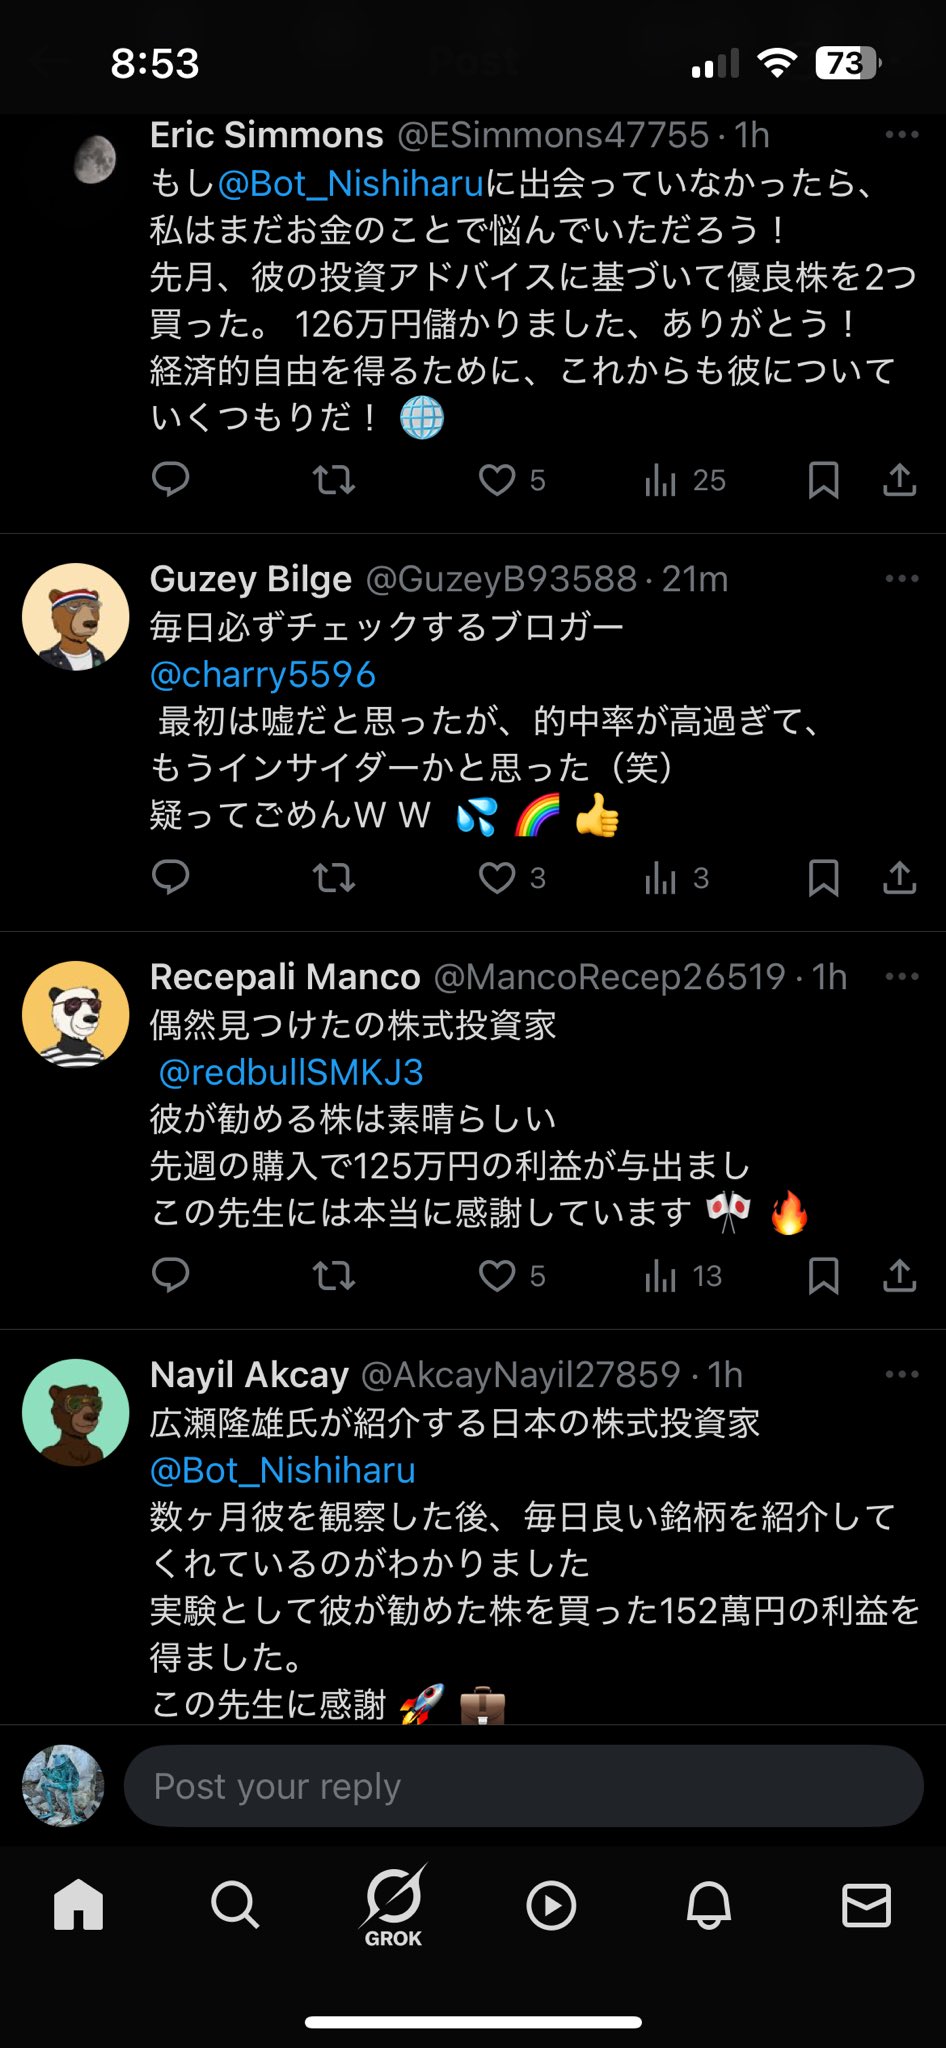 8:53
73
Eric Simmons @ESimmons47755 · 1h
もし@Bot_Nishiharuに出会っていなかったら、
私はまだお金のことで悩んでいただろう！
先月、彼の投資アドバイスに基づいて優良株を2つ
買った。 126万円儲かりました、ありがとう！
経済的自由を得るために、これからも彼について
いくつもりだ！
5
25
Guzey Bilge @GuzeyB93588 · 21m
毎日必ずチェックするブロガー
@charry5596
最初は嘘だと思ったが、的中率が高過ぎて、
もうインサイダーかと思った（笑）
疑ってごめんＷＷ 💦 🌈 👍
3
3
Recepali Manco @MancoRecep26519 · 1h
偶然見つけたの株式投資家
@redbullSMKJ3
彼が勧める株は素晴らしい
先週の購入で125万円の利益が与出まし
この先生には本当に感謝しています 🎌 🔥
5
13
Nayil Akcay @AkcayNayil27859 · 1h
広瀬隆雄氏が紹介する日本の株式投資家
@Bot_Nishiharu
数ヶ月彼を観察した後、毎日良い銘柄を紹介して
くれているのがわかりました
実験として彼が勧めた株を買った152萬円の利益を
得ました。
この先生に感謝 🚀 💼
Post your reply
GROK